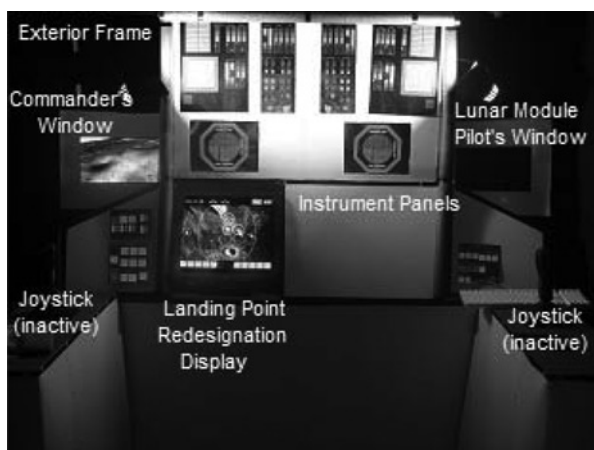 Exterior Frame
Commander's
Window
Lunar Module
Pilot's Window
Instrument Panels
Joystick
(inactive)
Landing Point
Redesignation
Display
Joystick
(inactive)